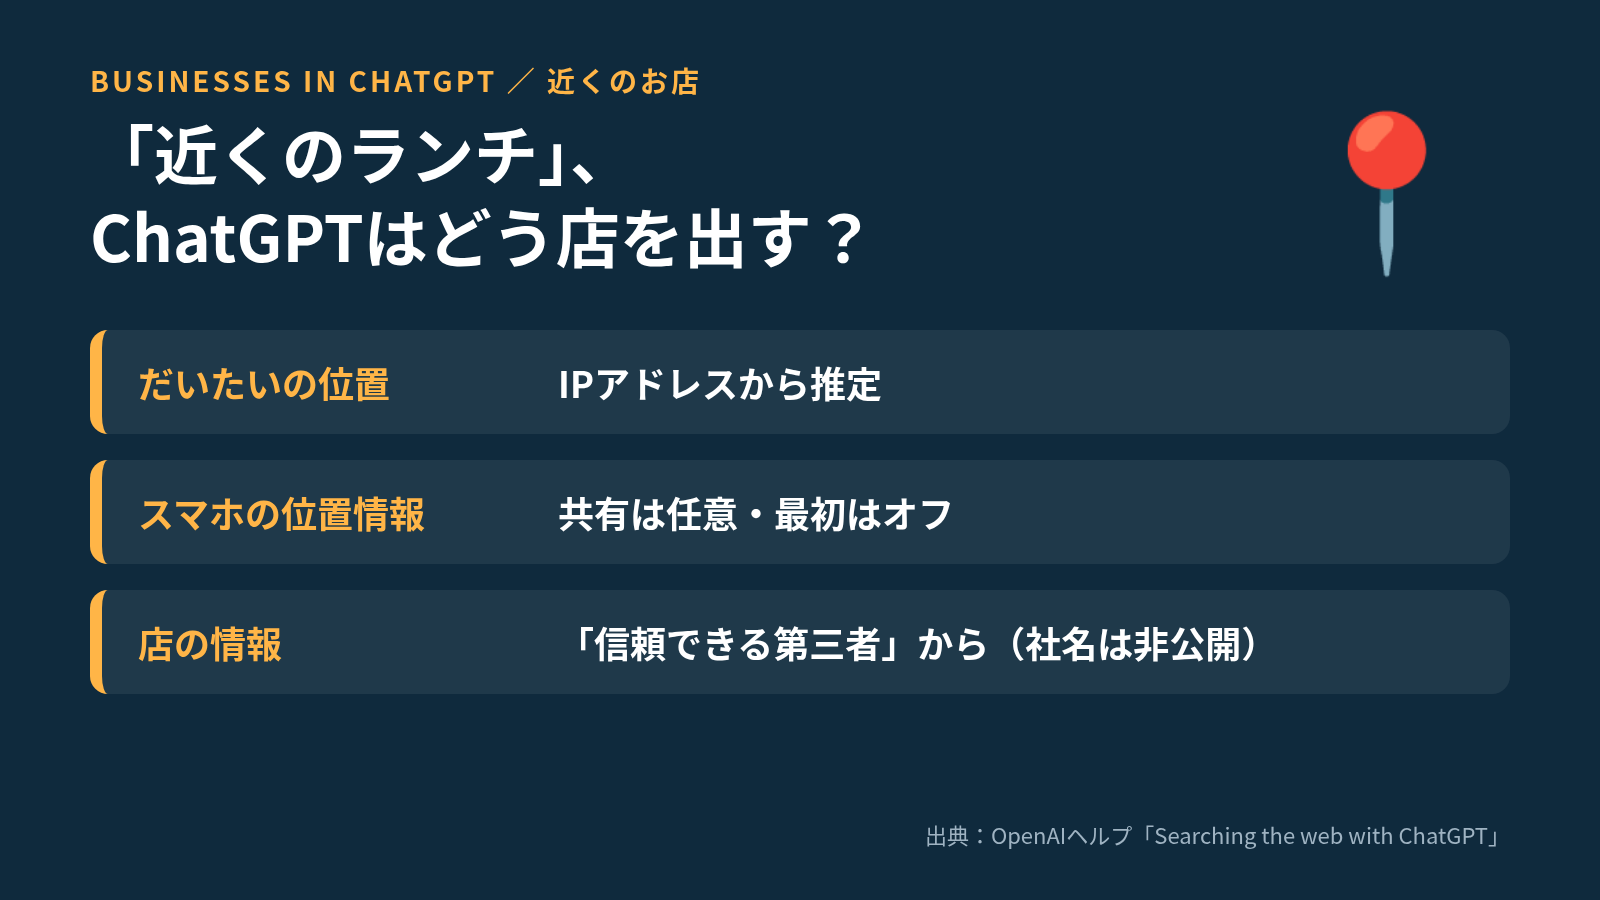 BUSINESSES IN CHATGPT ／ 近くのお店
「近くのランチ」、
ChatGPTはどう店を出す？
だいたいの位置 IPアドレスから推定
スマホの位置情報 共有は任意・最初はオフ
店の情報 「信頼できる第三者」から（社名は非公開）
出典：OpenAIヘルプ「Searching the web with ChatGPT」